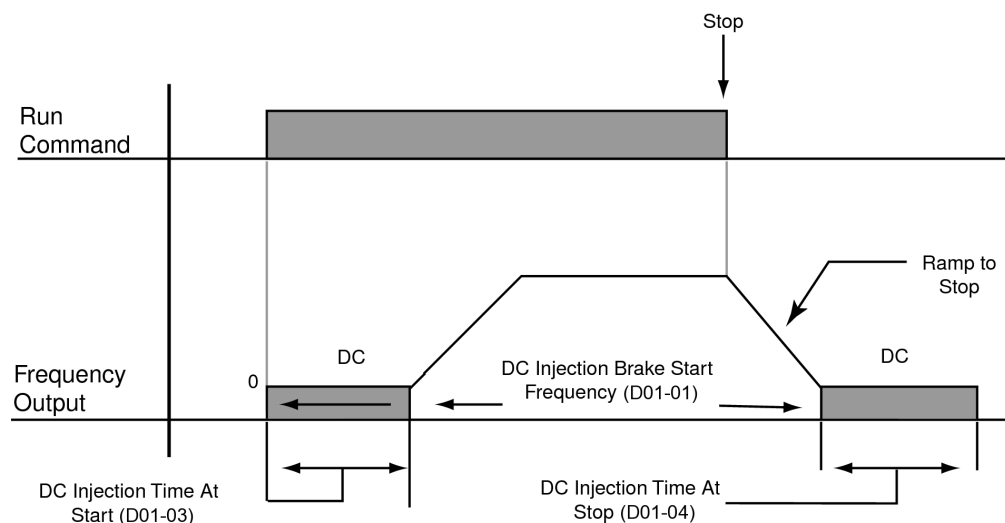 Stop
Run
Command
Ramp to
Stop
DC
DC
DC Injection Brake Start
Frequency (D01-01)
Frequency
Output
0
DC Injection Time At
Start (D01-03)
DC Injection Time At
Stop (D01-04)